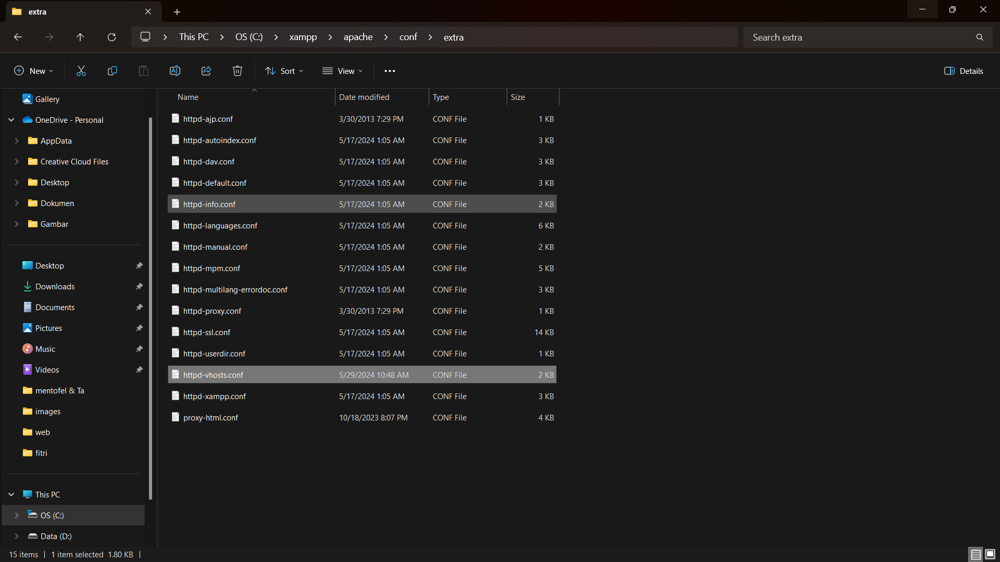 extra
This PC > OS (C:) > xampp > apache > conf > extra
Search extra
New
Sort
View
Details
Gallery
OneDrive - Personal
AppData
Creative Cloud Files
Desktop
Dokumen
Gambar
Desktop
Downloads
Documents
Pictures
Music
Videos
mentofel & Ta
images
web
fitri
This PC
OS (C:)
Data (D:)
Name Date modified Type Size
httpd-ajp.conf 3/30/2013 7:29 PM CONF File 1 KB
httpd-autoindex.conf 5/17/2024 1:05 AM CONF File 3 KB
httpd-dav.conf 5/17/2024 1:05 AM CONF File 3 KB
httpd-default.conf 5/17/2024 1:05 AM CONF File 3 KB
httpd-info.conf 5/17/2024 1:05 AM CONF File 2 KB
httpd-languages.conf 5/17/2024 1:05 AM CONF File 6 KB
httpd-manual.conf 5/17/2024 1:05 AM CONF File 2 KB
httpd-mpm.conf 5/17/2024 1:05 AM CONF File 5 KB
httpd-multilang-errordoc.conf 5/17/2024 1:05 AM CONF File 3 KB
httpd-proxy.conf 3/30/2013 7:29 PM CONF File 1 KB
httpd-ssl.conf 5/17/2024 1:05 AM CONF File 14 KB
httpd-userdir.conf 5/17/2024 1:05 AM CONF File 1 KB
httpd-vhosts.conf 5/29/2024 10:48 AM CONF File 2 KB
httpd-xampp.conf 5/17/2024 1:05 AM CONF File 3 KB
proxy-html.conf 10/18/2023 8:07 PM CONF File 4 KB
15 items | 1 item selected 1.80 KB |